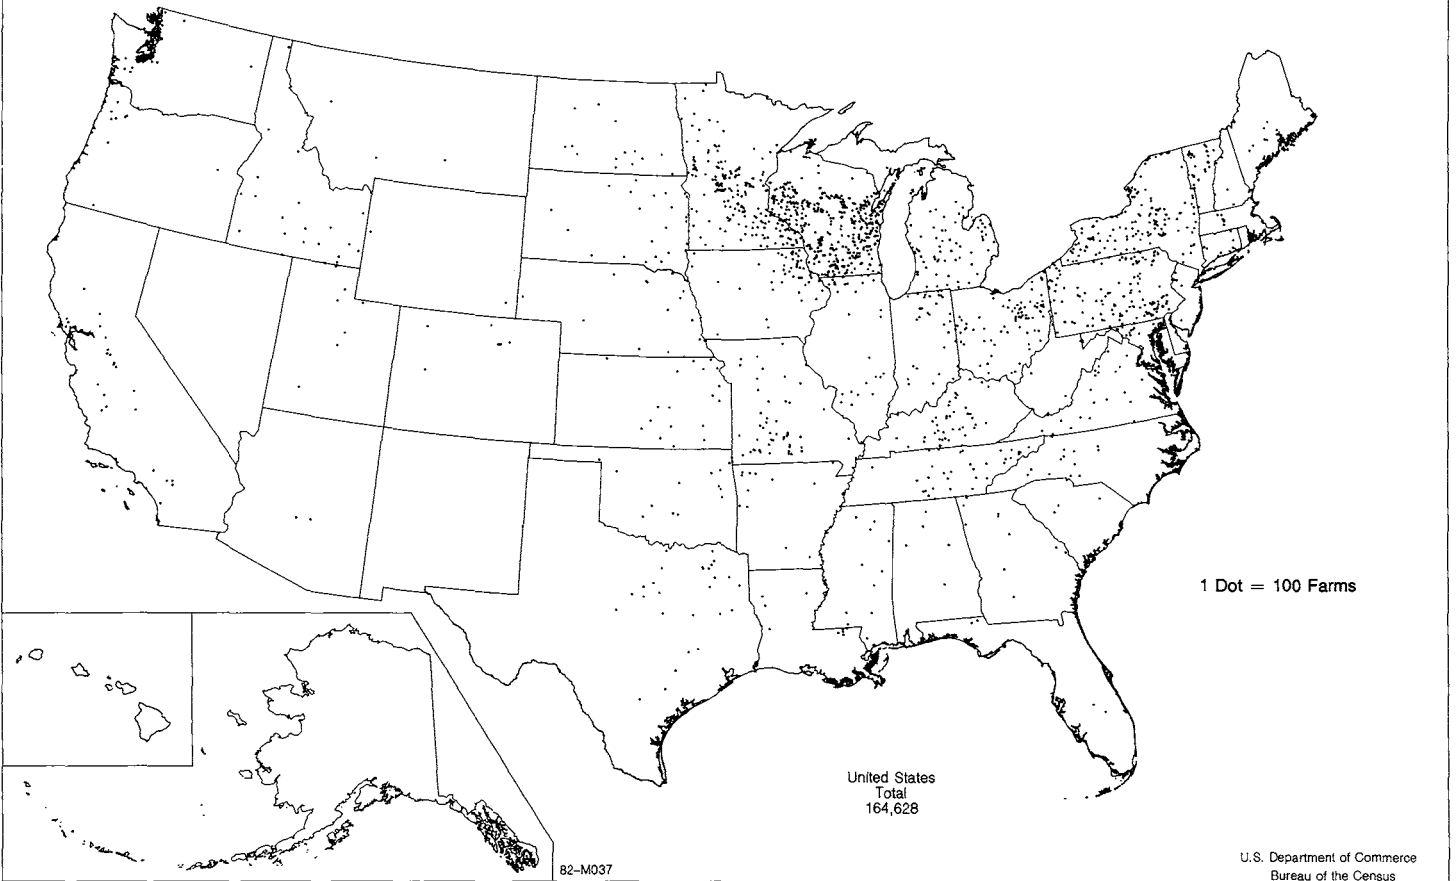 1 Dot = 100 Farms
United States
Total
164,628
82-M037
U.S. Department of Commerce
Bureau of the Census